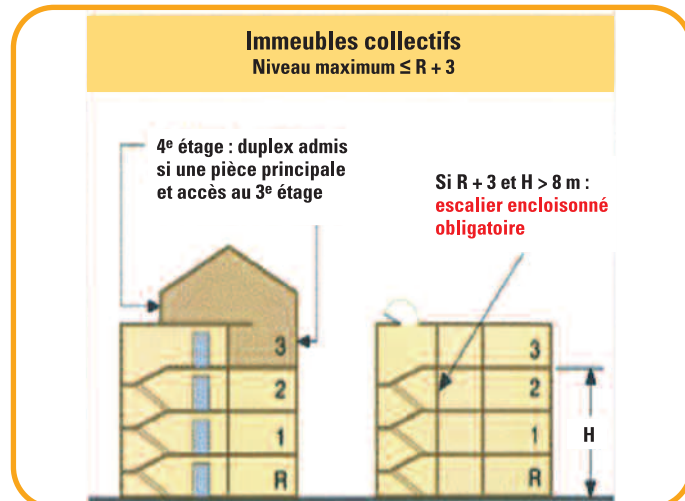 Immeubles collectifs
Niveau maximum ≤ R + 3
4e étage : duplex admis
si une pièce principale
et accès au 3e étage
Si R + 3 et H > 8 m :
escalier encloisonné
obligatoire
3
2
1
R
3
2
1
R
H